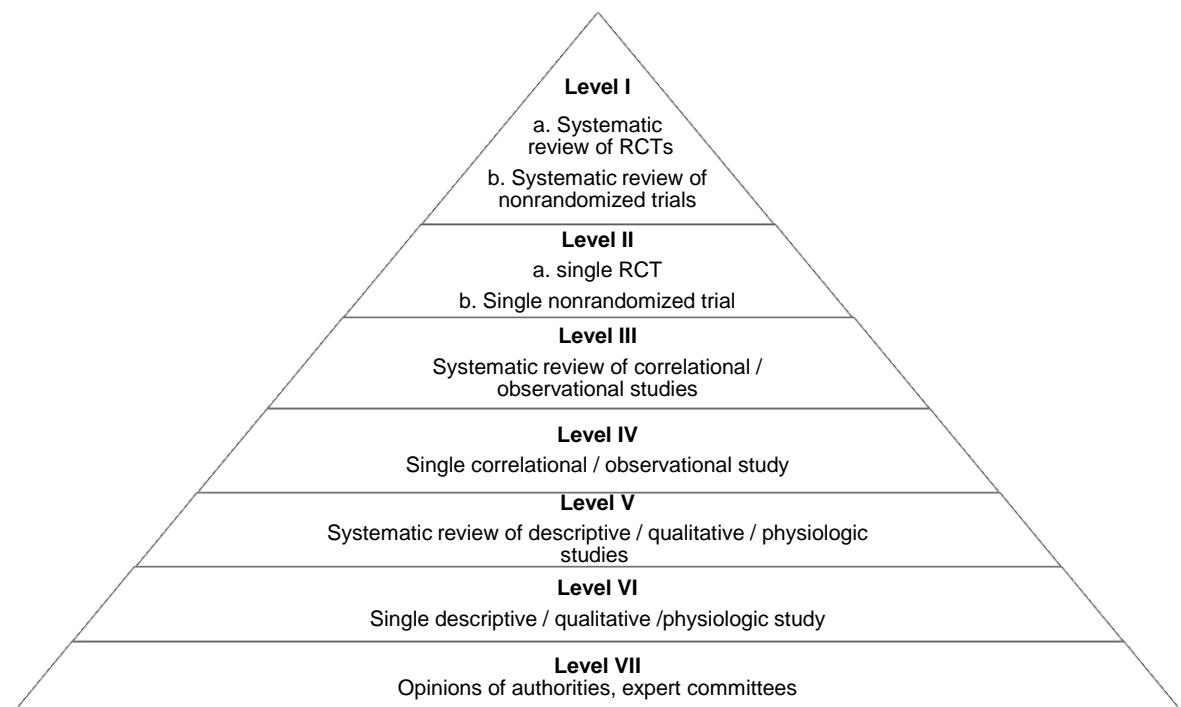 Level I
a. Systematic
review of RCTs
b. Systematic review of
nonrandomized trials
Level II
a. single RCT
b. Single nonrandomized trial
Level III
Systematic review of correlational /
observational studies
Level IV
Single correlational / observational study
Level V
Systematic review of descriptive / qualitative / physiologic
studies
Level VI
Single descriptive / qualitative /physiologic study
Level VII
Opinions of authorities, expert committees